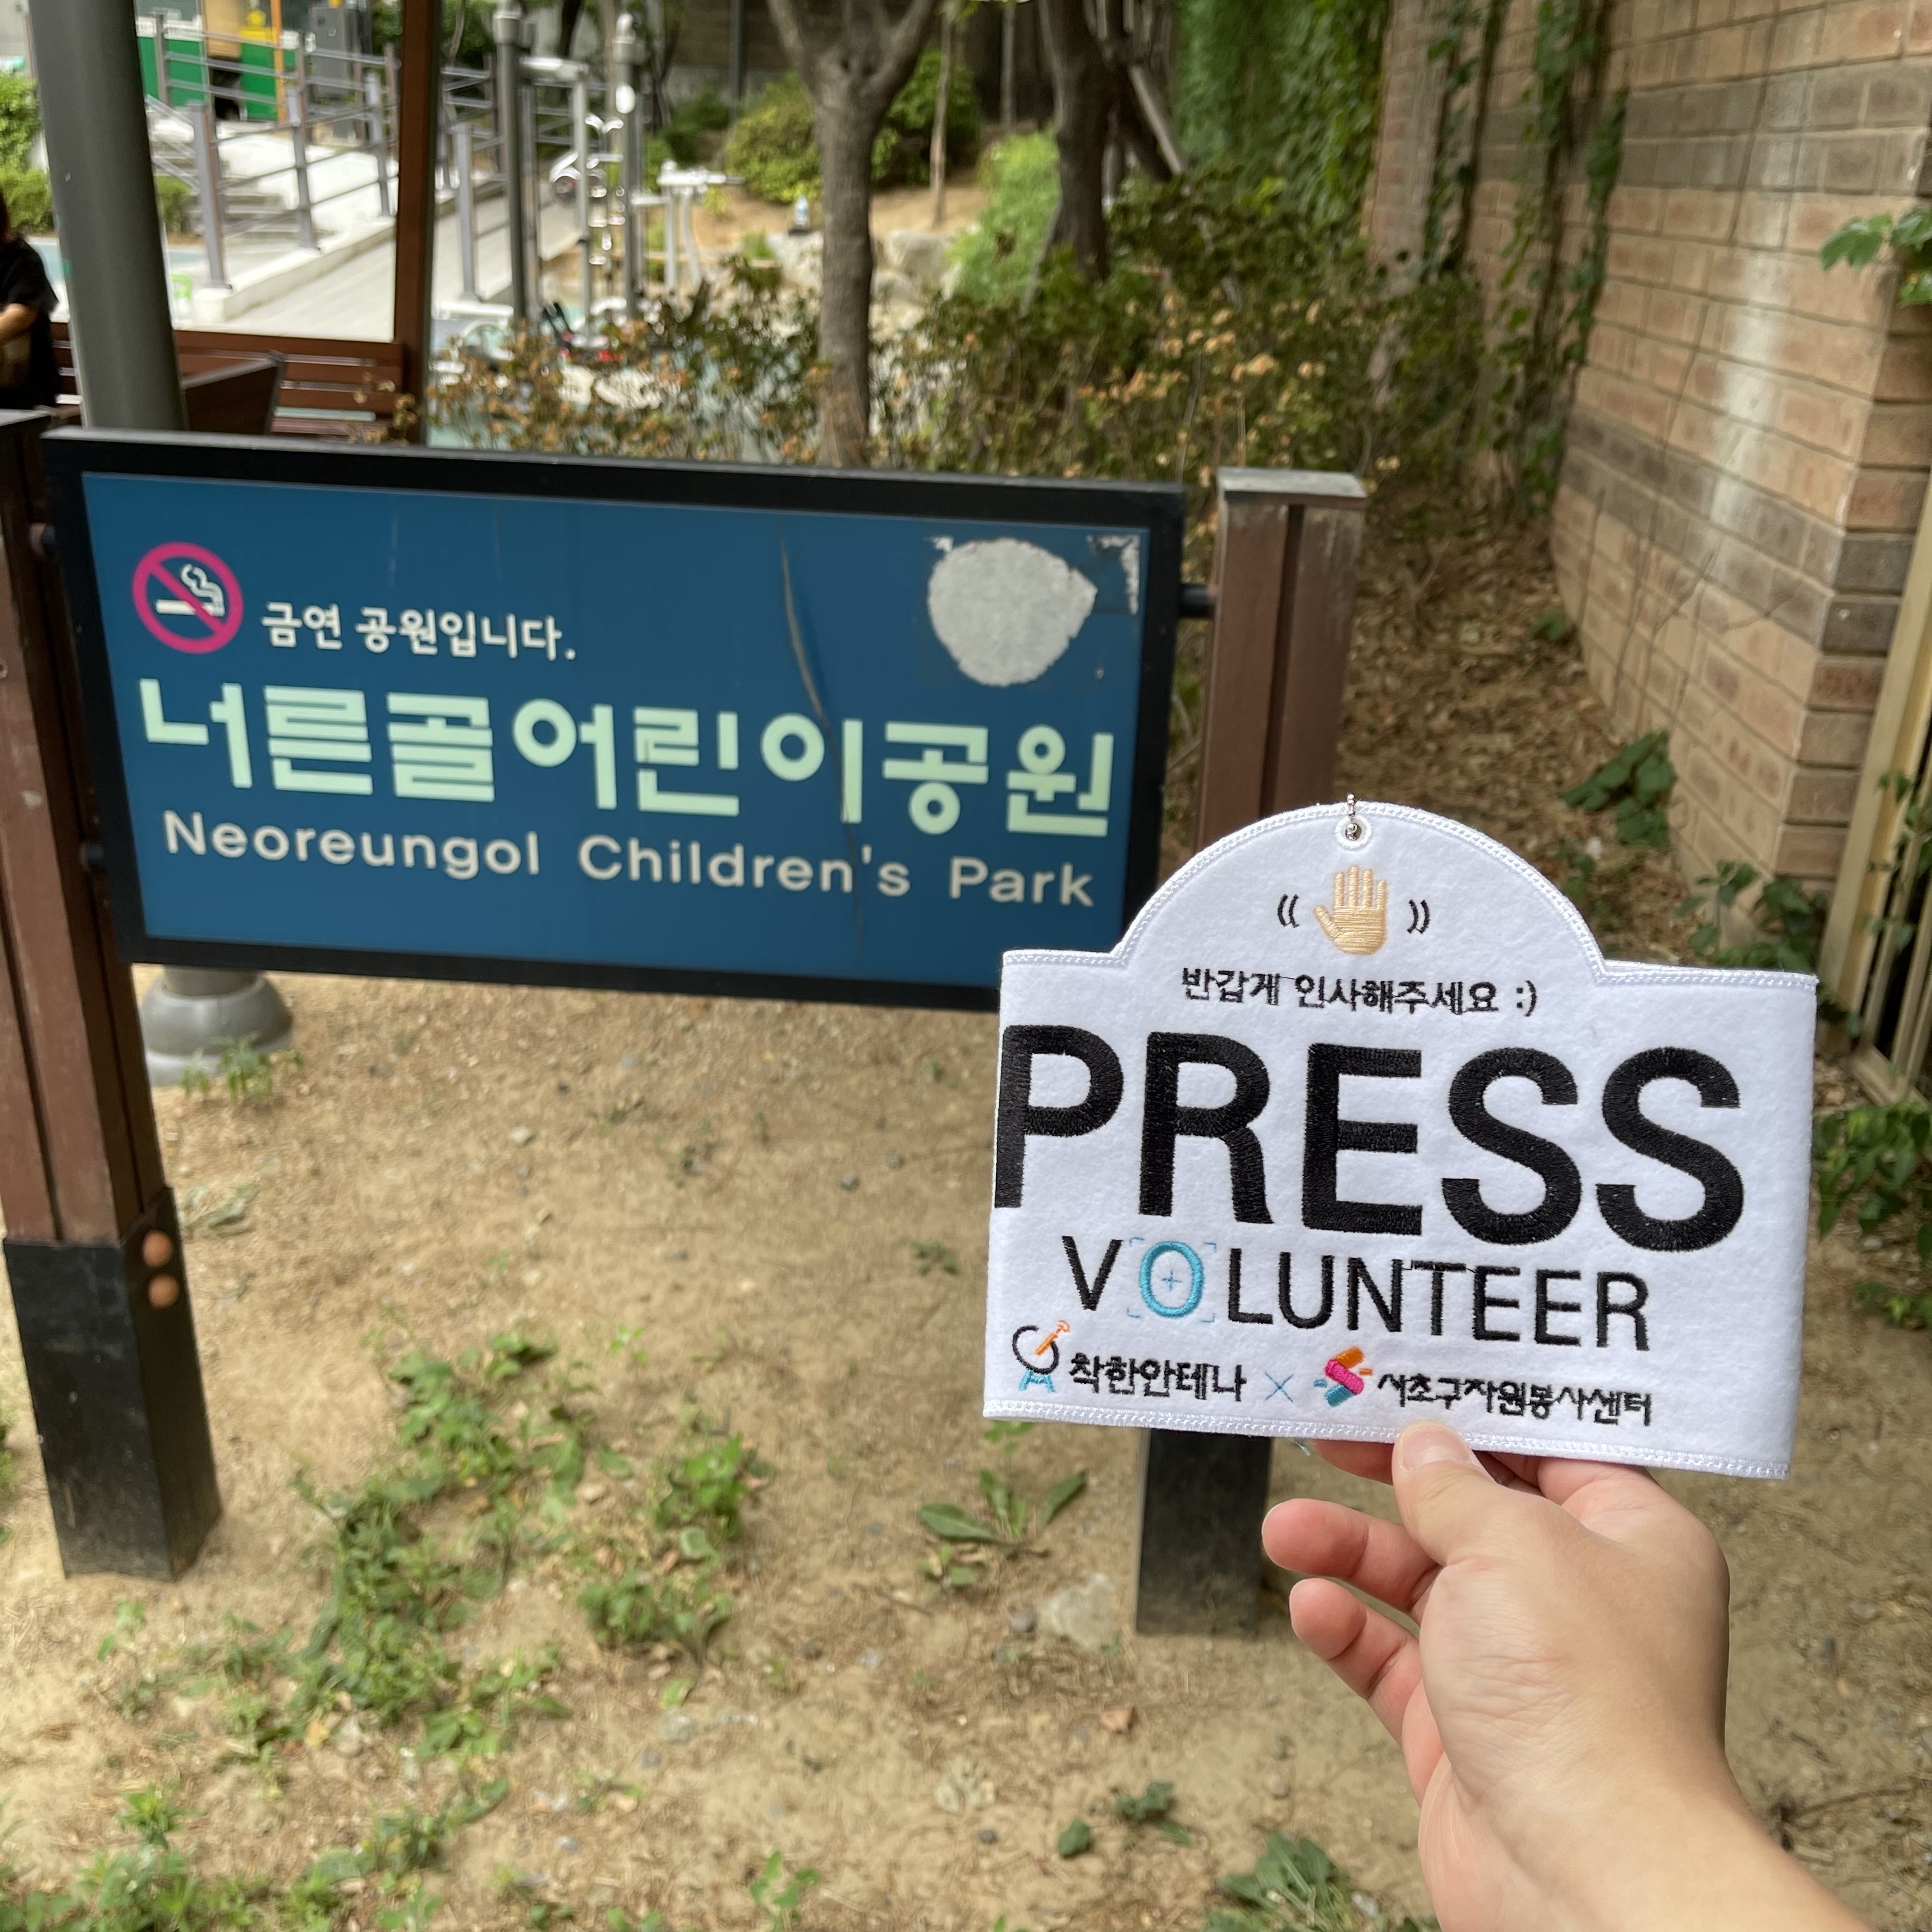 금연 공원입니다.
너른골어린이공원
Neoreungol Children's Park
(( ))
반갑게 인사해주세요 :)
PRESS
VOLUNTEER
착한안테나 × 서초구자원봉사센터